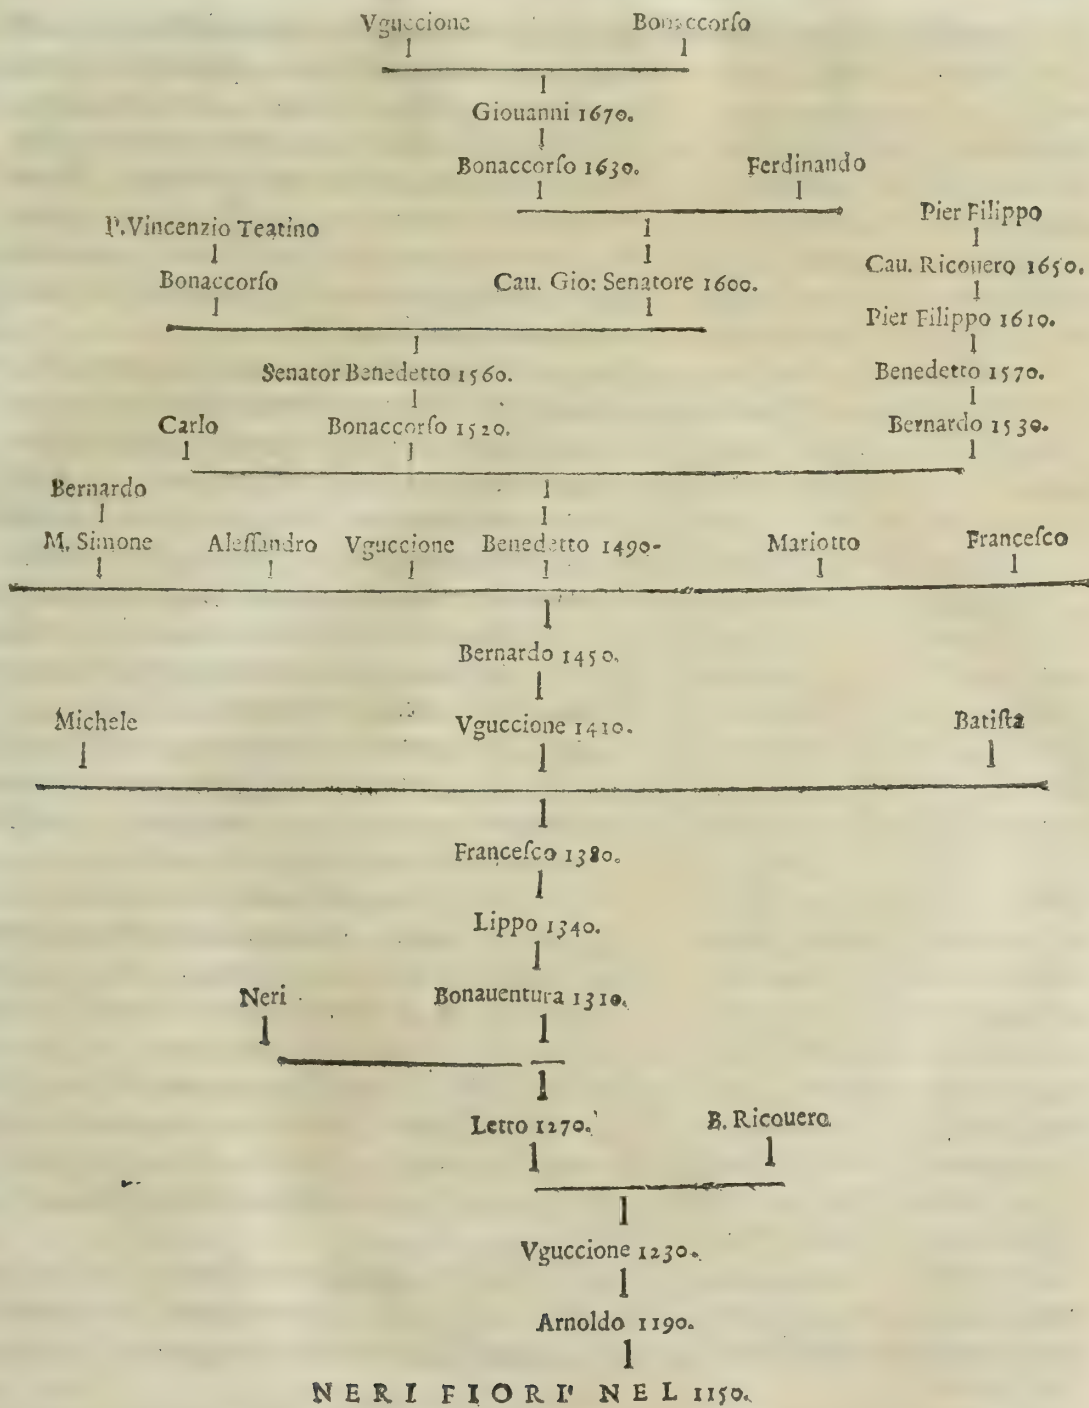 Vguccione Bonaccorſo
Giouanni 1670.
Bonaccorſo 1630. Ferdinando
P. Vincenzio Teatino Pier Filippo
Bonaccorſo Cau. Gio: Senatore 1600. Cau. Ricouero 1650.
Pier Filippo 1610.
Senator Benedetto 1560. Benedetto 1570.
Carlo Bonaccorſo 1520. Bernardo 1530.
Bernardo
M. Simone Aleſſandro Vguccione Benedetto 1490- Mariotto Franceſco
Bernardo 1450.
Michele Vguccione 1410. Batiſta
Franceſco 1380.
Lippo 1340.
Neri Bonauentura 1310.
Letto 1270. B. Ricouero
Vguccione 1230.
Arnoldo 1190.
NERI FIORI' NEL 1150.